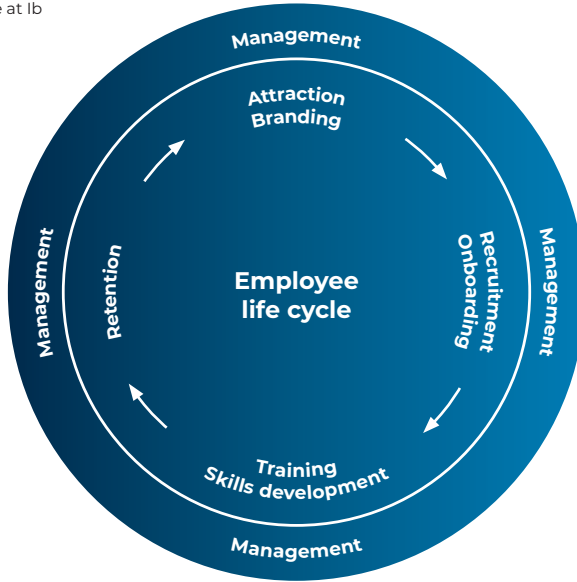 e at Ib
Management
Attraction
Branding
Recruitment
Onboarding
Management
Training
Skills development
Management
Retention
Management
Employee
life cycle